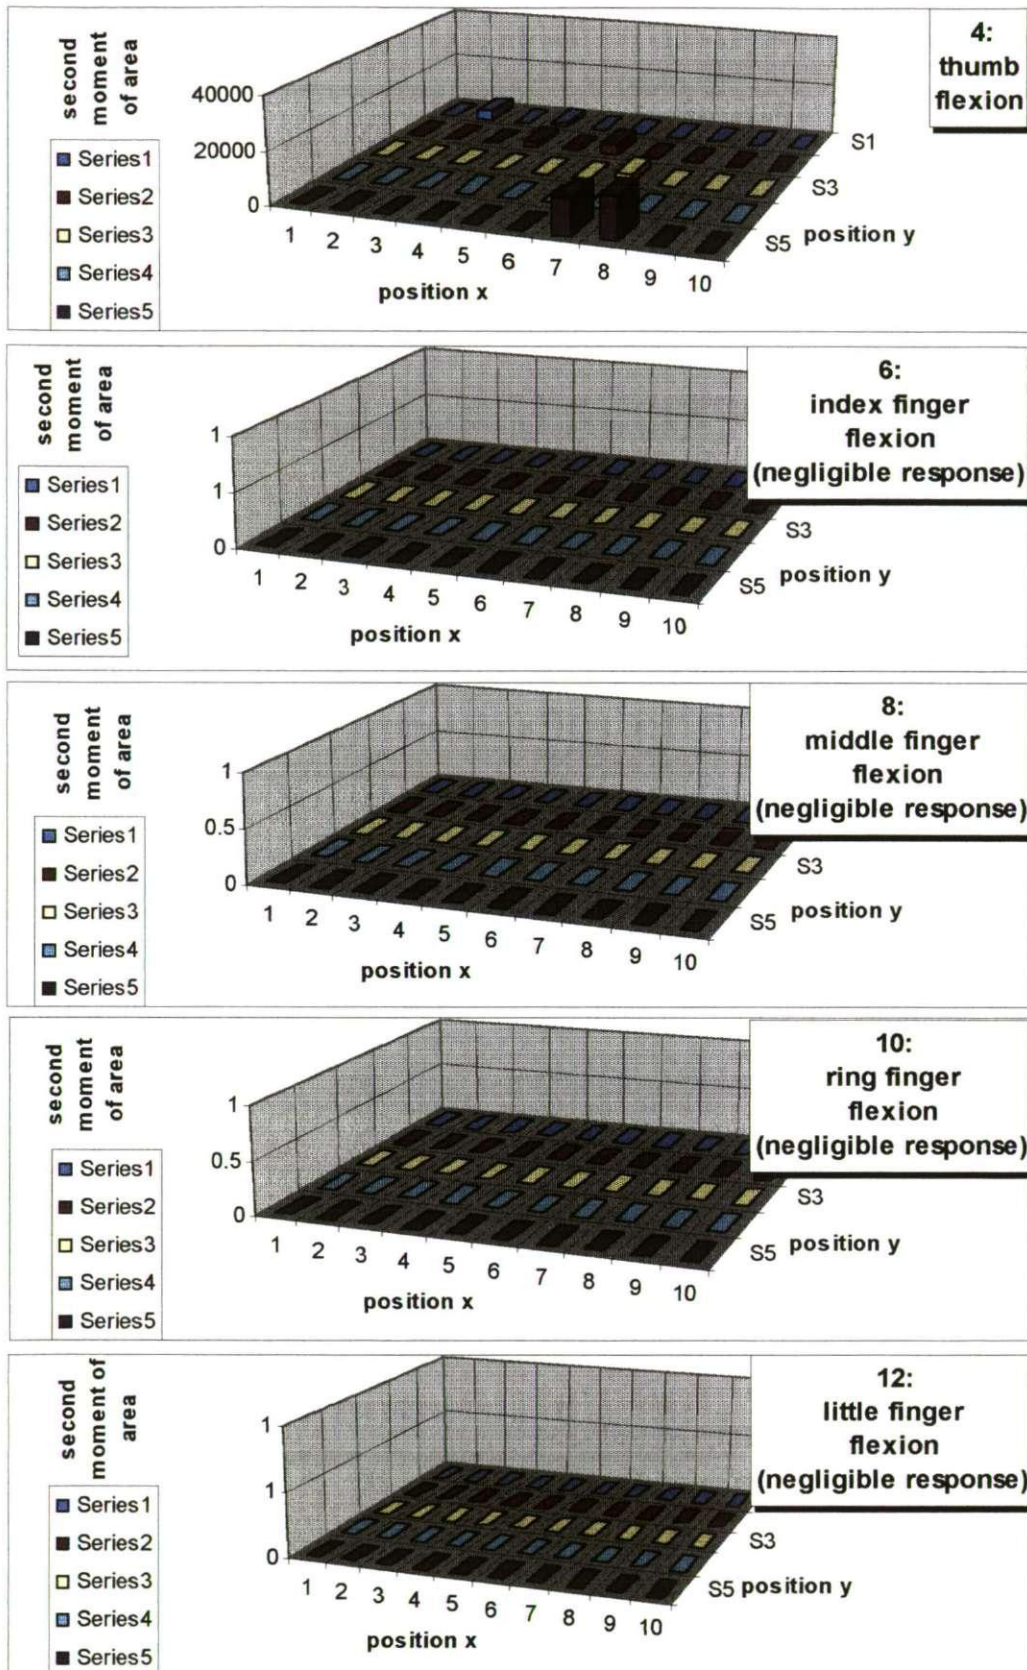 second
moment
of area
40000
20000
0
Series1
Series2
Series3
Series4
Series5
1 2 3 4 5 6 7 8 9 10
position x
S1
S3
S5 position y
4:
thumb
flexion
second
moment
of area
1
1
0
Series1
Series2
Series3
Series4
Series5
1 2 3 4 5 6 7 8 9 10
position x
S3
S5 position y
6:
index finger
flexion
(negligible response)
second
moment
of area
1
0.5
0
Series1
Series2
Series3
Series4
Series5
1 2 3 4 5 6 7 8 9 10
position x
S3
S5 position y
8:
middle finger
flexion
(negligible response)
second
moment
of area
1
0.5
0
Series1
Series2
Series3
Series4
Series5
1 2 3 4 5 6 7 8 9 10
position x
S3
S5 position y
10:
ring finger
flexion
(negligible response)
second
moment of
area
1
1
0
Series1
Series2
Series3
Series4
Series5
1 2 3 4 5 6 7 8 9 10
position x
S3
S5 position y
12:
little finger
flexion
(negligible response)